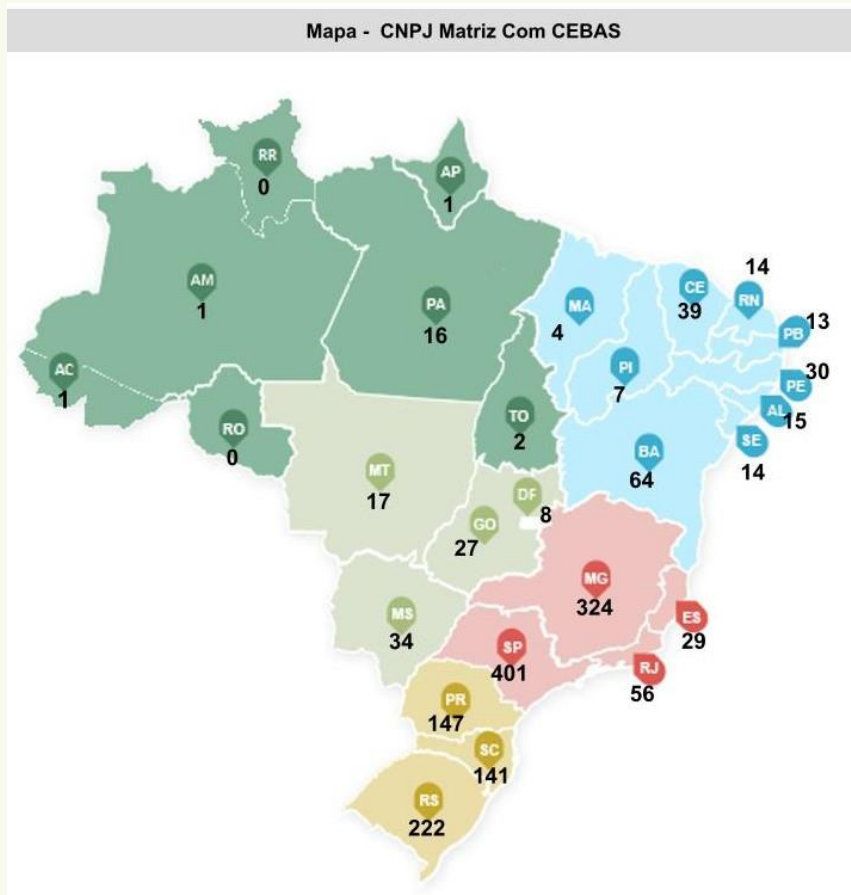 Mapa - CNPJ Matriz Com CEBAS
RR
0
AP
1
AM
1
PA
16
AC
1
RO
0
TO
2
MA
4
PI
7
CE
39
14
RN
13
PB
30
PE
AL
15
SE
14
BA
64
MT
17
DF
8
GO
27
MS
34
MG
324
ES
29
SP
401
RJ
56
PR
147
SC
141
RS
222